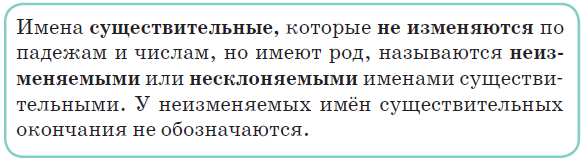 Имена существительные, которые не изменяются по
падежам и числам, но имеют род, называются неиз-
меняемыми или несклоняемыми именами существи-
тельными. У неизменяемых имён существительных
окончания не обозначаются.